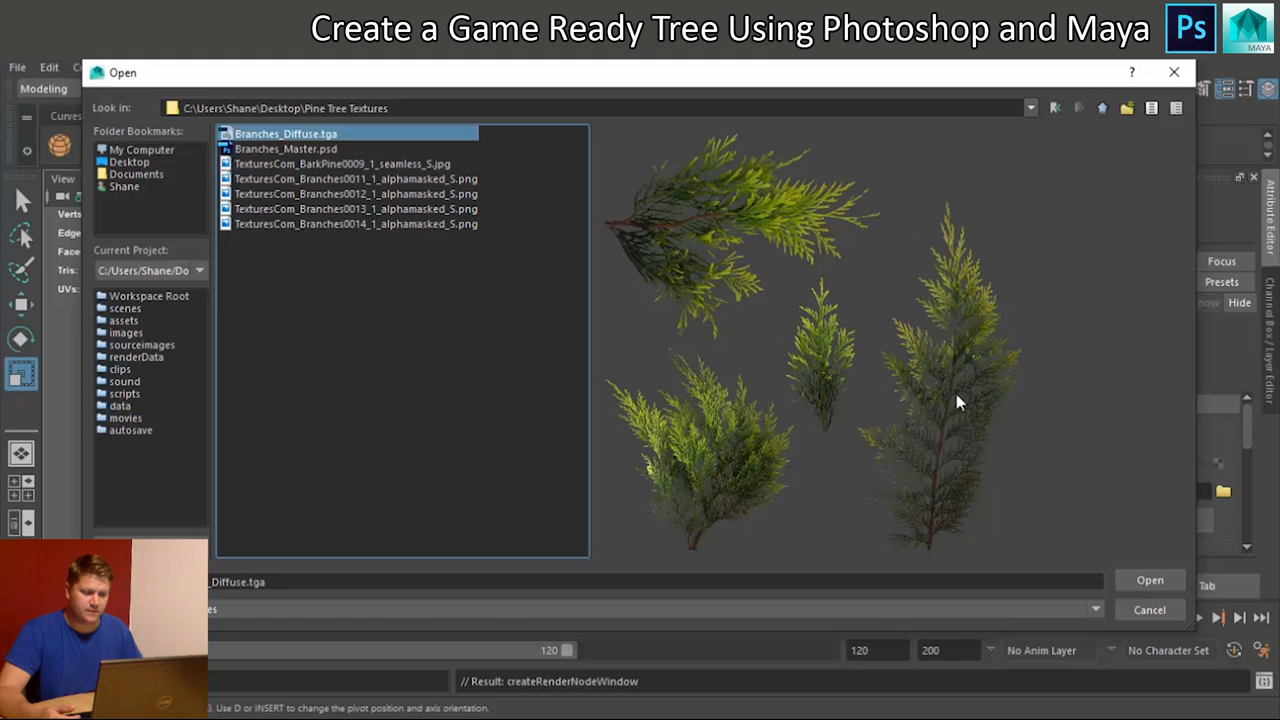 Create a Game Ready Tree Using Photoshop and Maya
Ps
MAYA
File Edit
Open
?
Modeling
Look in: C:\Users\Shane\Desktop\Pine Tree Textures
Curves
Folder Bookmarks:
My Computer
Desktop
Documents
Shane
Branches_Diffuse.tga
Branches_Master.psd
TexturesCom_BarkPine0009_1_seamless_S.jpg
TexturesCom_Branches0011_1_alphamasked_S.png
TexturesCom_Branches0012_1_alphamasked_S.png
TexturesCom_Branches0013_1_alphamasked_S.png
TexturesCom_Branches0014_1_alphamasked_S.png
View
Verts
Edge
Face
Tris:
UVs:
Current Project:
C:/Users/Shane/Do
Workspace Root
scenes
assets
images
sourceimages
renderData
clips
sound
scripts
data
movies
autosave
Attribute Editor
Channel Box / Layer Editor
Focus
Presets
how Hide
_Diffuse.tga
Open
es
Cancel
Tab
120
120
200
No Anim Layer
No Character Set
// Result: createRenderNodeWindow
). Use D or INSERT to change the pivot position and axis orientation.